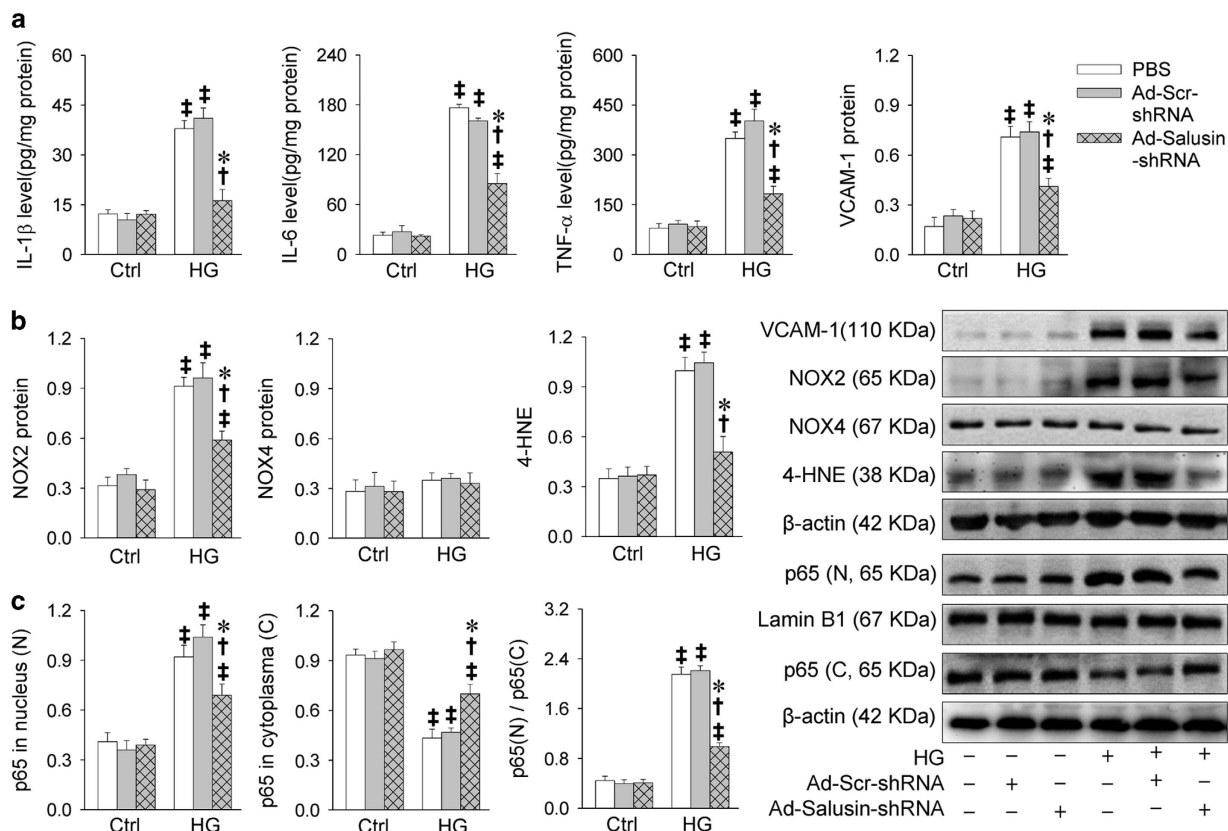 a
IL-1β level(pg/mg protein)
60
45
30
15
0
‡ ‡
*
†
Ctrl HG
IL-6 level(pg/mg protein)
240
180
120
60
0
‡ ‡
*
†
‡
Ctrl HG
TNF-α level(pg/mg protein)
600
450
300
150
0
‡ ‡
*
†
‡
Ctrl HG
VCAM-1 protein
1.2
0.9
0.6
0.3
0.0
‡ ‡
*
†
‡
Ctrl HG
PBS
Ad-Scr-
shRNA
Ad-Salusin
-shRNA
b
NOX2 protein
1.2
0.9
0.6
0.3
0.0
‡ ‡
*
†
‡
Ctrl HG
NOX4 protein
1.2
0.9
0.6
0.3
0.0
Ctrl HG
4-HNE
1.2
0.9
0.6
0.3
0.0
‡ ‡
*
†
Ctrl HG
c
p65 in nucleus (N)
1.2
0.9
0.6
0.3
0.0
‡ ‡
*
†
‡
Ctrl HG
p65 in cytoplasma (C)
1.2
0.9
0.6
0.3
0.0
‡ ‡
*
†
‡
Ctrl HG
p65(N) / p65(C)
3.2
2.4
1.6
0.8
0.0
‡ ‡
*
†
‡
Ctrl HG
VCAM-1(110 KDa)
NOX2 (65 KDa)
NOX4 (67 KDa)
4-HNE (38 KDa)
β-actin (42 KDa)
p65 (N, 65 KDa)
Lamin B1 (67 KDa)
p65 (C, 65 KDa)
β-actin (42 KDa)
HG − − − + + +
Ad-Scr-shRNA − + − − + −
Ad-Salusin-shRNA − − + − − +